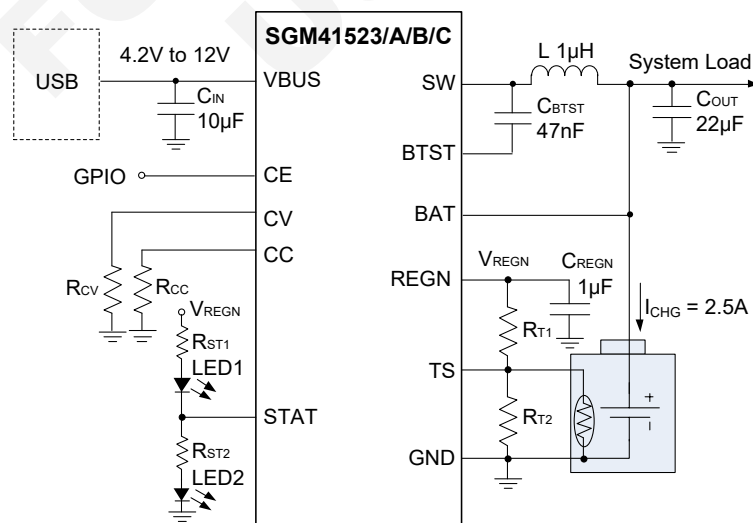 SGM41523/A/B/C
USB
4.2V to 12V
CIN
10µF
VBUS
SW
L 1µH
System Load
CBTST
47nF
COUT
22µF
BTST
GPIO
CE
CV
CC
BAT
RCV
RCC
REGN
VREGN
CREGN
1µF
ICHG = 2.5A
VREGN
RST1
LED1
RT1
TS
STAT
RT2
+
−
RST2
LED2
GND